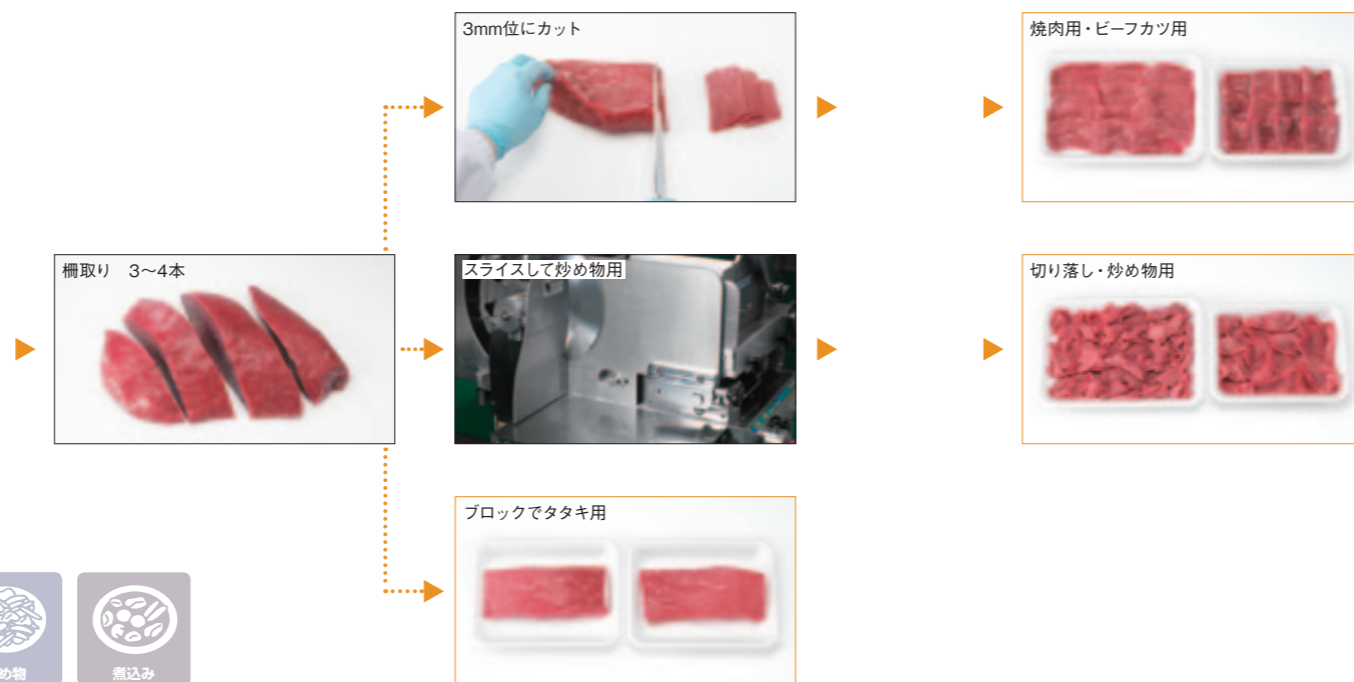 3mm位にカット
焼肉用・ビーフカツ用
柵取り　3〜4本
スライスして炒め物用
切り落し・炒め物用
ブロックでタタキ用
め物
煮込み